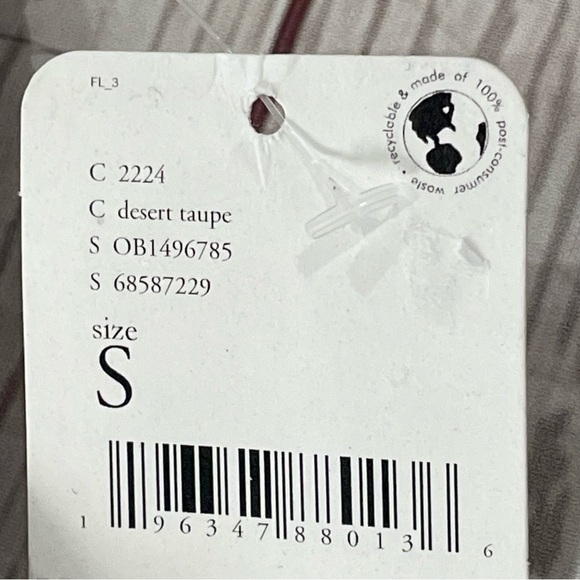 FL_3
recyclable & made of 100% post-consumer waste •
C 2224
C desert taupe
S OB1496785
S 68587229
size
S
1 96347 88013 6